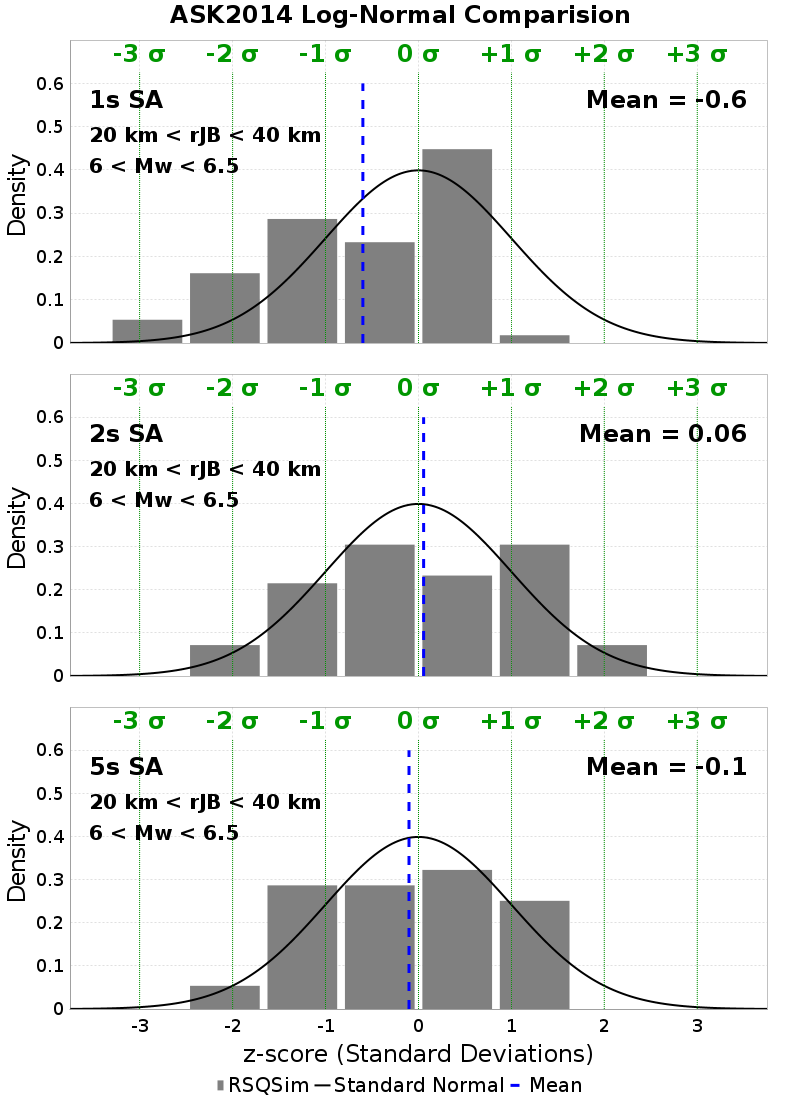 ASK2014 Log-Normal Comparision
-3 σ -2 σ -1 σ 0 σ +1 σ +2 σ +3 σ
0.6
1s SA Mean = -0.6
0.5
20 km < rJB < 40 km
6 < Mw < 6.5
0.4
0.3
0.2
0.1
0
Density
-3 σ -2 σ -1 σ 0 σ +1 σ +2 σ +3 σ
0.6
2s SA Mean = 0.06
0.5
20 km < rJB < 40 km
6 < Mw < 6.5
0.4
0.3
0.2
0.1
0
Density
-3 σ -2 σ -1 σ 0 σ +1 σ +2 σ +3 σ
0.6
5s SA Mean = -0.1
0.5
20 km < rJB < 40 km
6 < Mw < 6.5
0.4
0.3
0.2
0.1
0
Density
-3 -2 -1 0 1 2 3
z-score (Standard Deviations)
RSQSim Standard Normal Mean